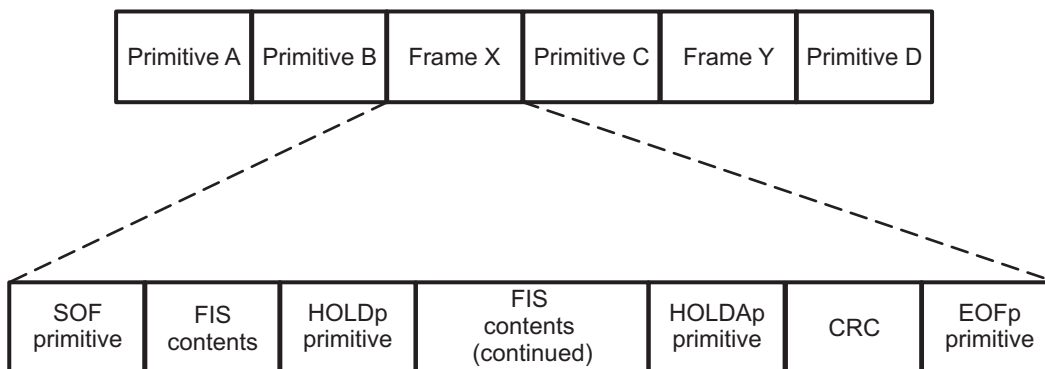 Primitive A
Primitive B
Frame X
Primitive C
Frame Y
Primitive D
SOF
primitive
FIS
contents
HOLDp
primitive
FIS
contents
(continued)
HOLDAp
primitive
CRC
EOFp
primitive